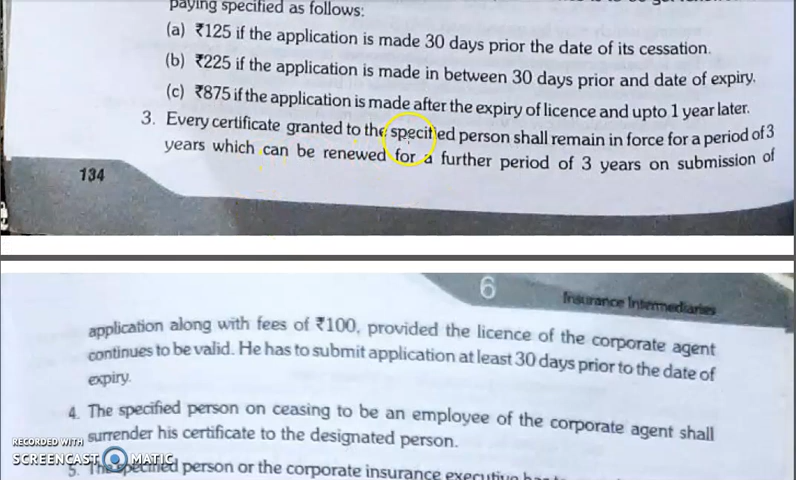 paying specified as follows:
(a) ₹125 if the application is made 30 days prior the date of its cessation.
(b) ₹225 if the application is made in between 30 days prior and date of expiry.
(c) ₹875 if the application is made after the expiry of licence and upto 1 year later.
3. Every certificate granted to the specified person shall remain in force for a period of 3
years which can be renewed for a further period of 3 years on submission of
134
6 Insurance Intermediaries
application along with fees of ₹100, provided the licence of the corporate agent
continues to be valid. He has to submit application at least 30 days prior to the date of
expiry.
4. The specified person on ceasing to be an employee of the corporate agent shall
surrender his certificate to the designated person.
RECORDED WITH
SCREENCAST MATIC
5. The specified person or the corporate insurance executive